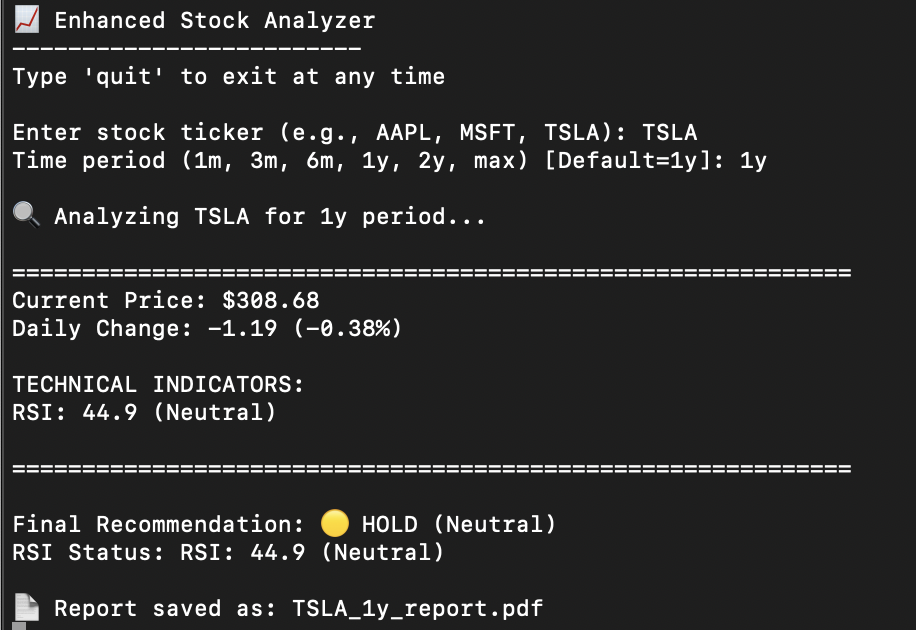 📈 Enhanced Stock Analyzer
-------------------------
Type 'quit' to exit at any time
Enter stock ticker (e.g., AAPL, MSFT, TSLA): TSLA
Time period (1m, 3m, 6m, 1y, 2y, max) [Default=1y]: 1y
🔍 Analyzing TSLA for 1y period...
============================================================
Current Price: $308.68
Daily Change: -1.19 (-0.38%)
TECHNICAL INDICATORS:
RSI: 44.9 (Neutral)
============================================================
Final Recommendation: 🟡 HOLD (Neutral)
RSI Status: RSI: 44.9 (Neutral)
📄 Report saved as: TSLA_1y_report.pdf